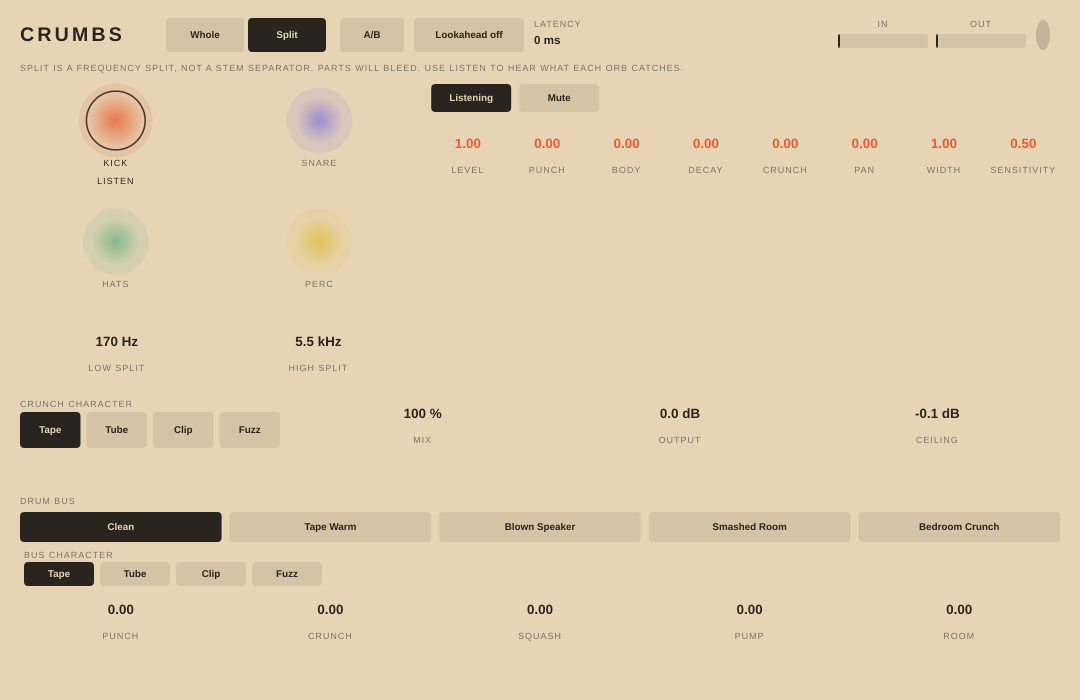 CRUMBS
Whole
Split
A/B
Lookahead off
LATENCY
0 ms
IN
OUT
SPLIT IS A FREQUENCY SPLIT, NOT A STEM SEPARATOR. PARTS WILL BLEED. USE LISTEN TO HEAR WHAT EACH ORB CATCHES.
KICK
LISTEN
SNARE
HATS
PERC
Listening
Mute
1.00
0.00
0.00
0.00
0.00
0.00
1.00
0.50
LEVEL
PUNCH
BODY
DECAY
CRUNCH
PAN
WIDTH
SENSITIVITY
170 Hz
5.5 kHz
LOW SPLIT
HIGH SPLIT
CRUNCH CHARACTER
Tape
Tube
Clip
Fuzz
100 %
0.0 dB
-0.1 dB
MIX
OUTPUT
CEILING
DRUM BUS
Clean
Tape Warm
Blown Speaker
Smashed Room
Bedroom Crunch
BUS CHARACTER
Tape
Tube
Clip
Fuzz
0.00
0.00
0.00
0.00
0.00
PUNCH
CRUNCH
SQUASH
PUMP
ROOM